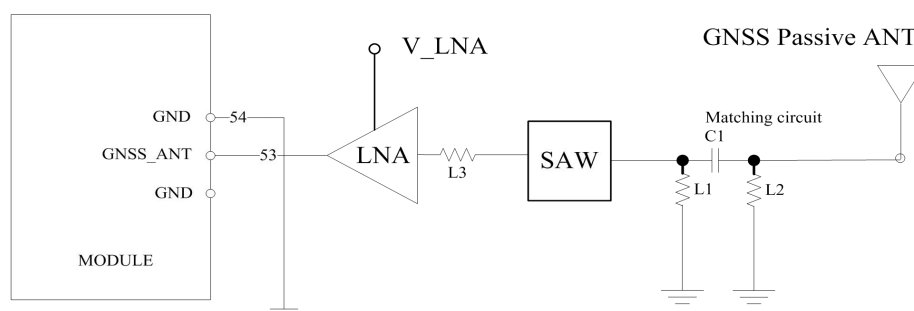 GNSS Passive ANT
V_LNA
Matching circuit
C1
GND
54
GNSS_ANT
53
LNA
L3
SAW
L1
L2
GND
MODULE